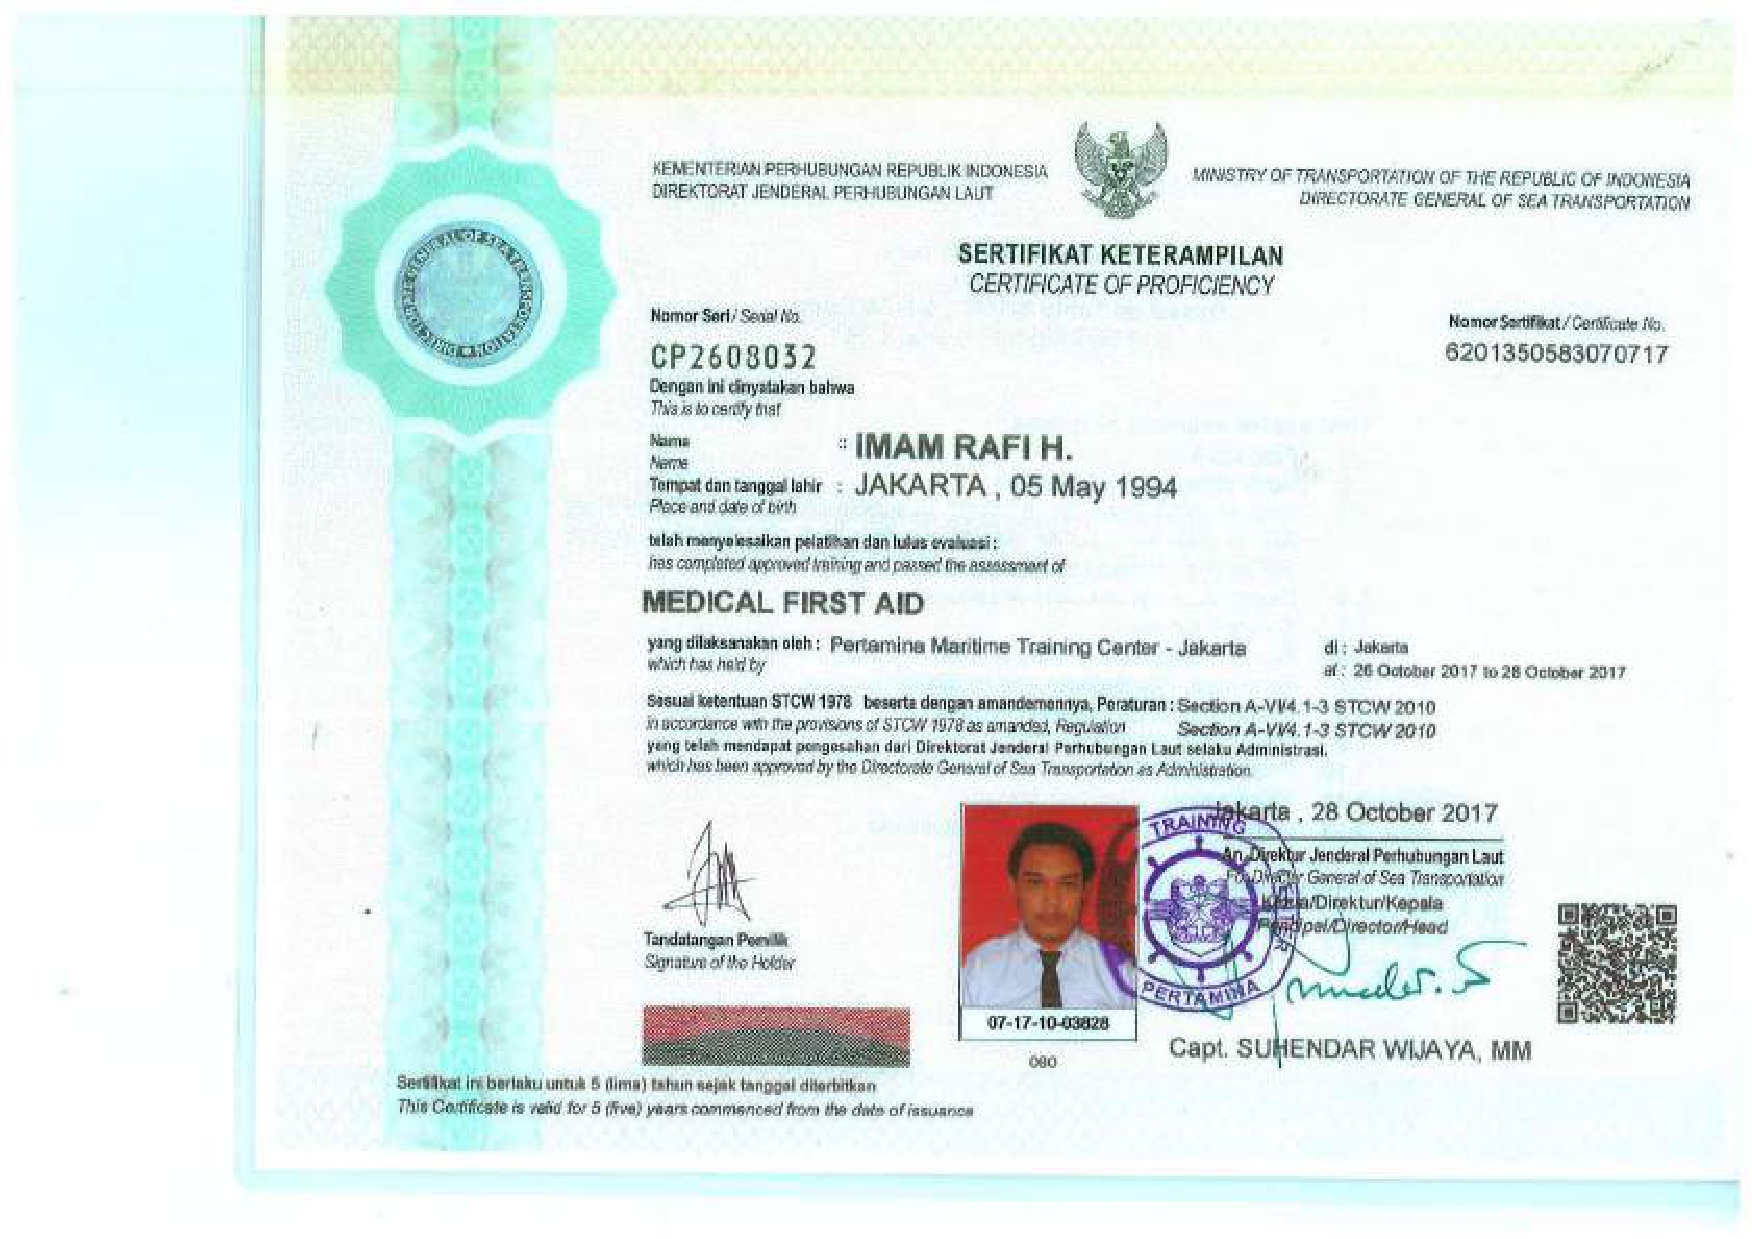 KEMENTERIAN PERHUBUNGAN REPUBLIK INDONESIA
DIREKTORAT JENDERAL PERHUBUNGAN LAUT
MINISTRY OF TRANSPORTATION OF THE REPUBLIC OF INDONESIA
DIRECTORATE GENERAL OF SEA TRANSPORTATION
SERTIFIKAT KETERAMPILAN
CERTIFICATE OF PROFICIENCY
Nomor Seri / Serial No.
CP2608032
Nomor Sertifikat / Certificate No.
6201350583070717
Dengan ini dinyatakan bahwa
This is to certify that
Nama : IMAM RAFI H.
Name
Tempat dan tanggal lahir : JAKARTA , 05 May 1994
Place and date of birth
telah menyelesaikan pelatihan dan lulus evaluasi :
has completed approved training and passed the assessment of
MEDICAL FIRST AID
yang dilaksanakan oleh : Pertamina Maritime Training Center - Jakarta di : Jakarta
which has held by at : 26 October 2017 to 28 October 2017
Sesuai ketentuan STCW 1978 beserta dengan amandemennya, Peraturan : Section A-VI/4.1-3 STCW 2010
in accordance with the provisions of STCW 1978 as amanded, Regulation Section A-VI/4.1-3 STCW 2010
yang telah mendapat pengesahan dari Direktorat Jenderal Perhubungan Laut selaku Administrasi.
which has been approved by the Directorate General of Sea Transportation as Administration.
Jakarta , 28 October 2017
An. Direktur Jenderal Perhubungan Laut
For Director General of Sea Transportation
Ketua/Direktur/Kepala
Principal/Director/Head
TRAINING
PERTAMINA
Tandatangan Pemilik
Signature of the Holder
07-17-10-03828
060
Capt. SUHENDAR WIJAYA, MM
Sertifikat ini berlaku untuk 5 (lima) tahun sejak tanggal diterbitkan
This Certificate is valid for 5 (five) years commenced from the date of issuance